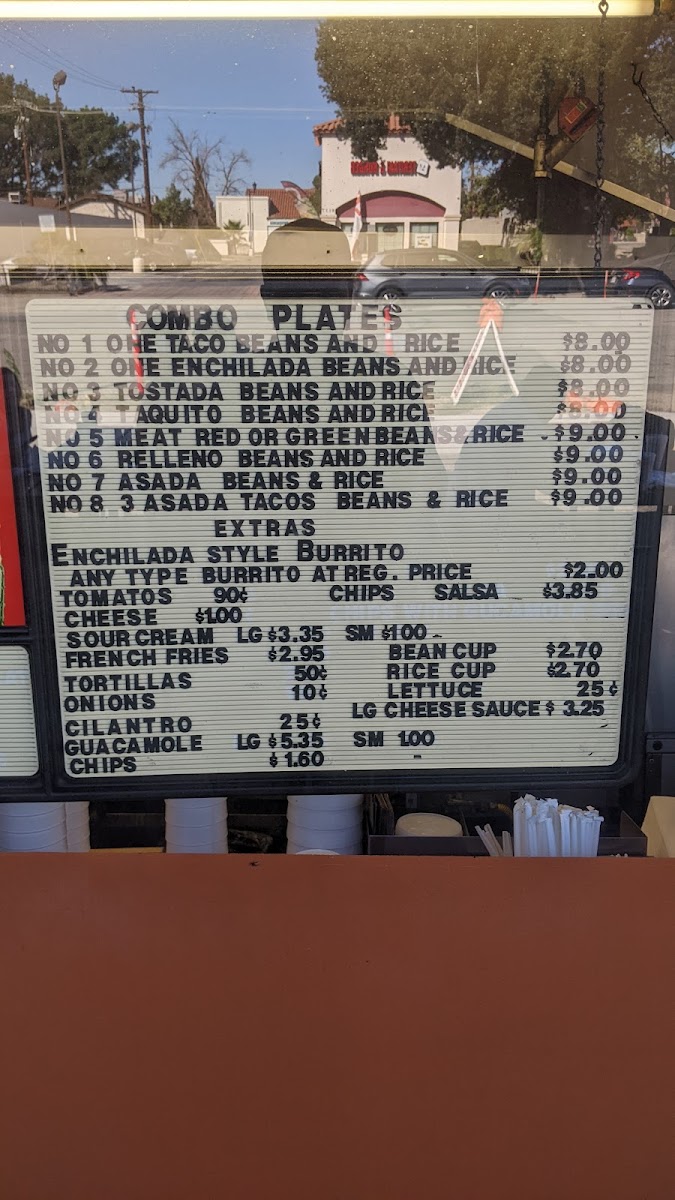 COMBO PLATES
NO 1 ONE TACO BEANS AND RICE $8.00
NO 2 ONE ENCHILADA BEANS AND RICE $8.00
NO 3 TOSTADA BEANS AND RICE $8.00
NO 4 TAQUITO BEANS AND RICE $8.00
NO 5 MEAT RED OR GREEN BEANS & RICE $9.00
NO 6 RELLENO BEANS AND RICE $9.00
NO 7 ASADA BEANS & RICE $9.00
NO 8 3 ASADA TACOS BEANS & RICE $9.00
EXTRAS
ENCHILADA STYLE BURRITO
ANY TYPE BURRITO AT REG. PRICE $2.00
TOMATOS 90¢ CHIPS SALSA $3.85
CHEESE $1.00
SOUR CREAM LG $3.35 SM $1 00
FRENCH FRIES $2.95 BEAN CUP $2.70
TORTILLAS 50¢ RICE CUP $2.70
ONIONS 10¢ LETTUCE 25¢
LG CHEESE SAUCE $ 3.25
CILANTRO 25¢
GUACAMOLE LG $5.35 SM 1.00
CHIPS $1.60